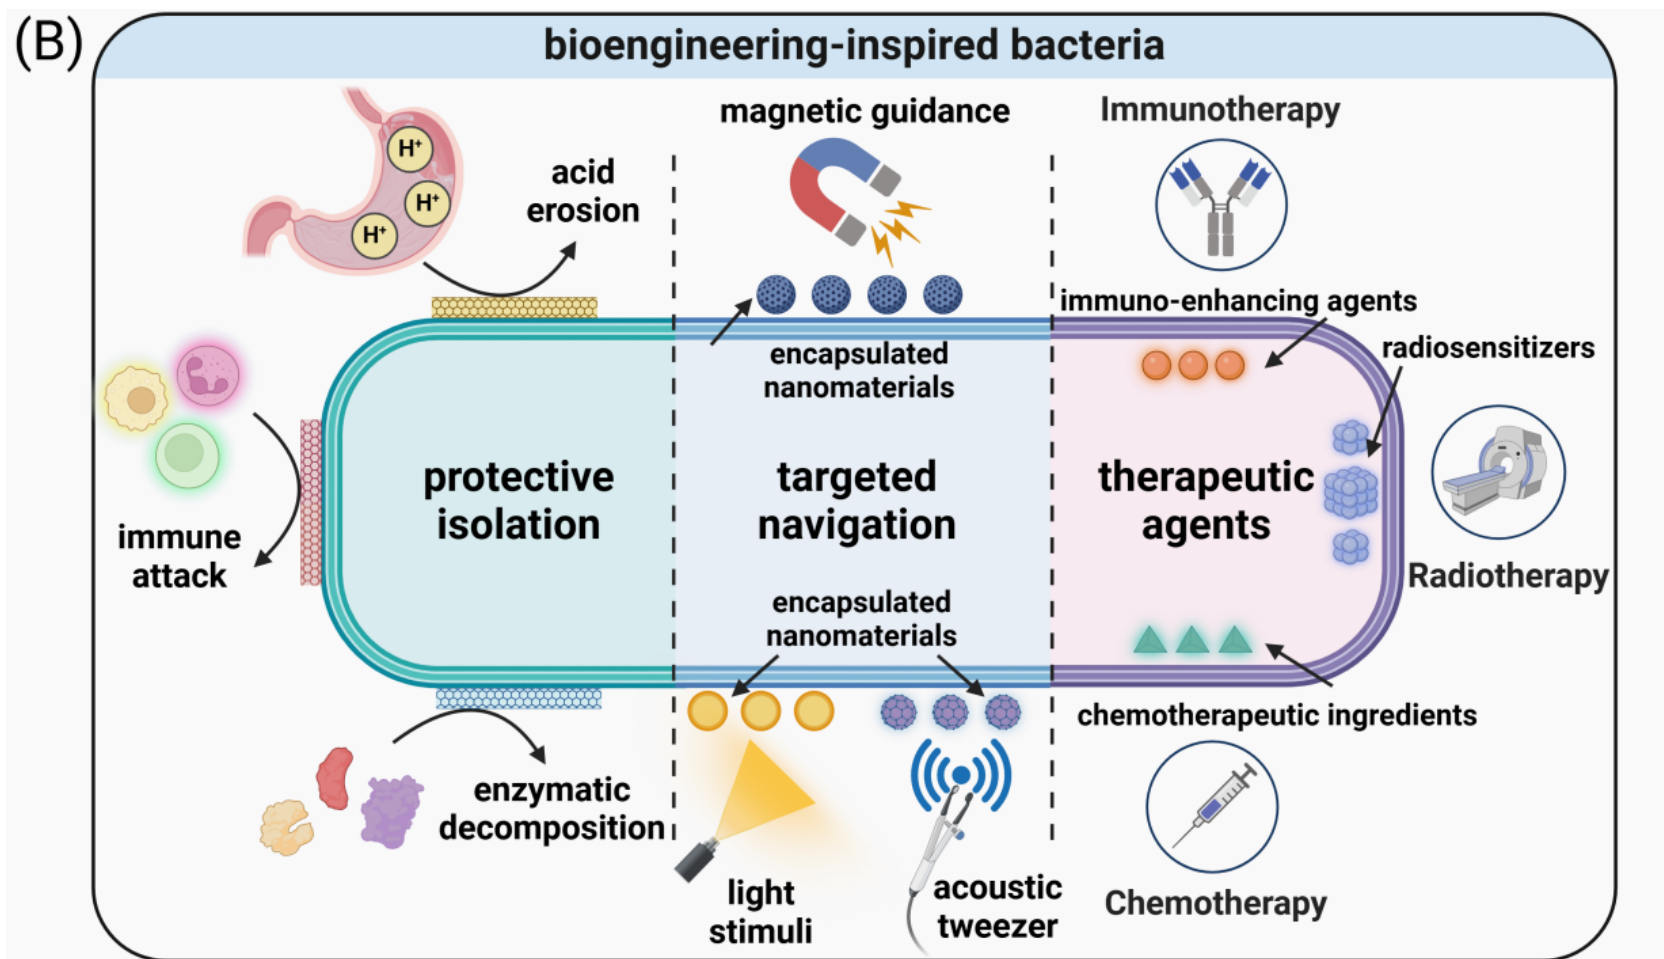 (B)
bioengineering-inspired bacteria
H⁺
H⁺
H⁺
acid
erosion
immune
attack
protective
isolation
enzymatic
decomposition
magnetic guidance
encapsulated
nanomaterials
targeted
navigation
encapsulated
nanomaterials
light
stimuli
acoustic
tweezer
Immunotherapy
immuno-enhancing agents
radiosensitizers
therapeutic
agents
Radiotherapy
chemotherapeutic ingredients
Chemotherapy